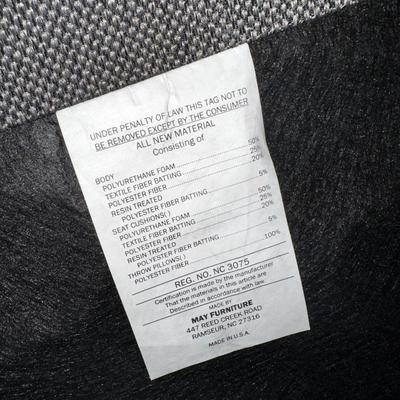 UNDER PENALTY OF LAW THIS TAG NOT TO
BE REMOVED EXCEPT BY THE CONSUMER
ALL NEW MATERIAL
Consisting of
BODY
POLYURETHANE FOAM 50%
TEXTILE FIBER BATTING 25%
POLYESTER FIBER 20%
RESIN TREATED
POLYESTER FIBER BATTING 5%
SEAT CUSHIONS( )
POLYURETHANE FOAM 50%
TEXTILE FIBER BATTING 25%
POLYESTER FIBER 20%
RESIN TREATED
POLYESTER FIBER BATTING 5%
THROW PILLOWS( )
POLYESTER FIBER 100%
REG. NO. NC 3075
Certification is made by the manufacturer
That the materials in this article are
Described in accordance with law.
MADE BY
MAY FURNITURE
447 REED CREEK ROAD
RAMSEUR, NC 27316
MADE IN U.S.A.